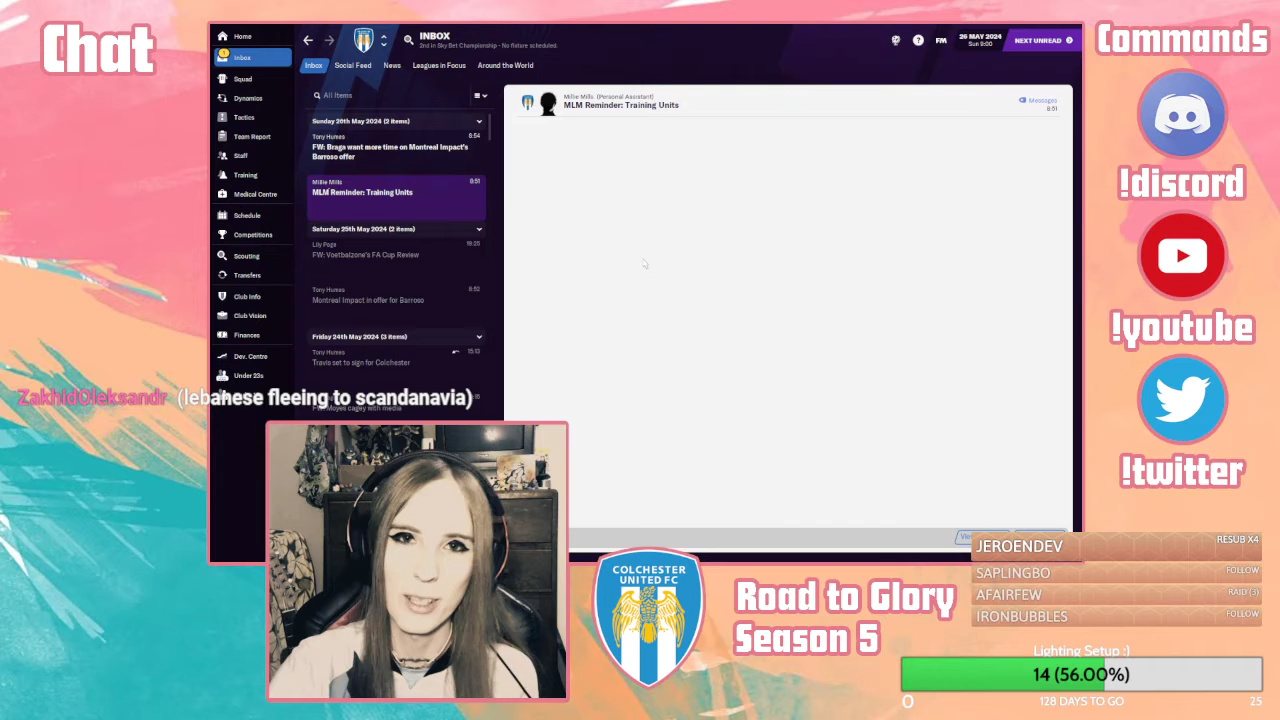 Chat
Home
Inbox
Squad
Dynamics
Tactics
Team Report
Staff
Training
Medical Centre
Schedule
Competitions
Scouting
Transfers
Club Info
Club Vision
Finances
Dev. Centre
Under 23s
INBOX
2nd in Sky Bet Championship - No fixture scheduled.
FM
26 MAY 2024
Sun 9:00
NEXT UNREAD
Inbox Social Feed News Leagues in Focus Around the World
All Items
Sunday 26th May 2024 (2 items)
Tony Humes 8:54
FW: Braga want more time on Montreal Impact's
Barroso offer
Millie Mills 8:51
MLM Reminder: Training Units
Saturday 25th May 2024 (2 items)
Lily Page 19:25
FW: Voetbalzone's FA Cup Review
Tony Humes 8:52
Montreal Impact in offer for Barroso
Friday 24th May 2024 (3 items)
Tony Humes 15:13
Travis set to sign for Colchester
FW: Moyes cagey with media
Millie Mills (Personal Assistant)
MLM Reminder: Training Units
Messages
8:51
ZakhidOleksandr (lebanese fleeing to scandanavia)
Commands
!discord
!youtube
!twitter
COLCHESTER
UNITED FC
Road to Glory
Season 5
JEROENDEV RESUB X4
SAPLINGBO FOLLOW
AFAIRFEW RAID (3)
IRONBUBBLES FOLLOW
Lighting Setup :)
14 (56.00%)
0 128 DAYS TO GO 25